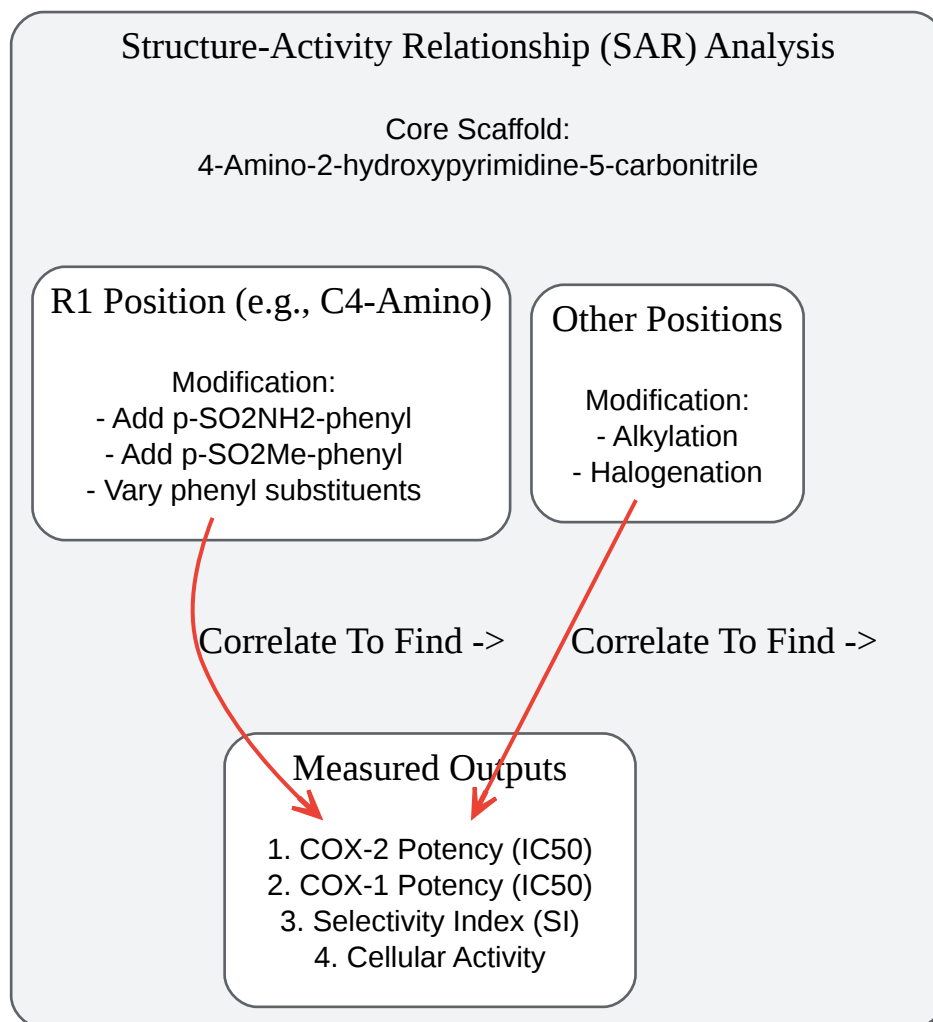 Structure-Activity Relationship (SAR) Analysis
Core Scaffold:
4-Amino-2-hydroxypyrimidine-5-carbonitrile
R1 Position (e.g., C4-Amino)
Modification:
- Add p-SO2NH2-phenyl
- Add p-SO2Me-phenyl
- Vary phenyl substituents
Other Positions
Modification:
- Alkylation
- Halogenation
Correlate To Find ->
Correlate To Find ->
Measured Outputs
1. COX-2 Potency (IC50)
2. COX-1 Potency (IC50)
3. Selectivity Index (SI)
4. Cellular Activity